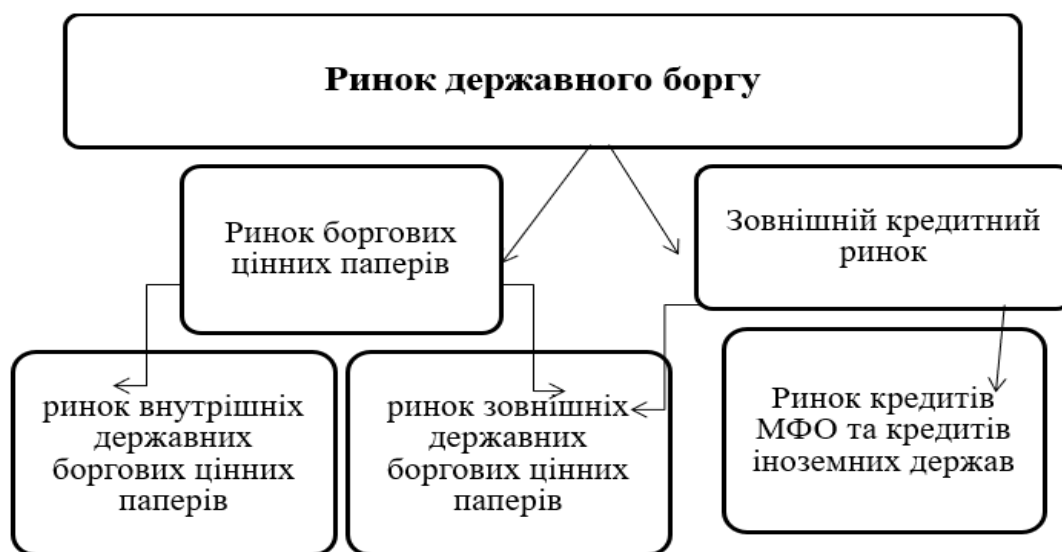 Ринок державного боргу
Ринок боргових
цінних паперів
Зовнішній кредитний
ринок
ринок внутрішніх
державних
боргових цінних
паперів
ринок зовнішніх
державних
боргових цінних
паперів
Ринок кредитів
МФО та кредитів
іноземних держав